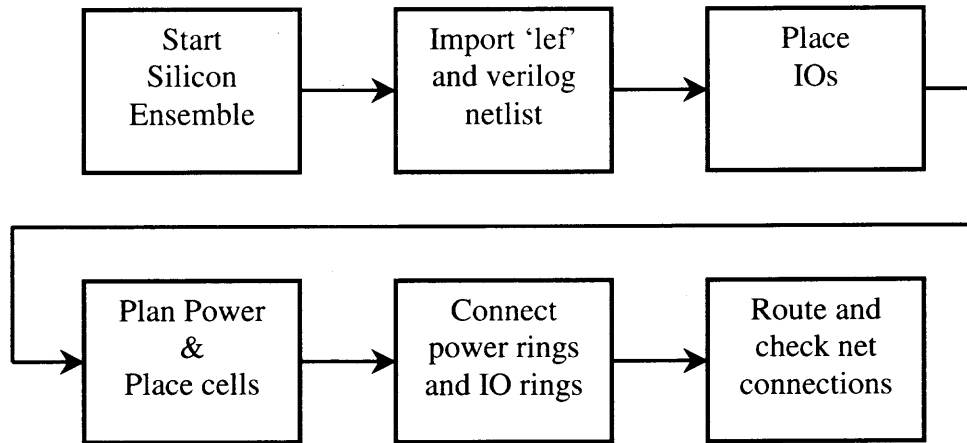 Start
Silicon
Ensemble
Import ‘lef’
and verilog
netlist
Place
IOs
Plan Power
&
Place cells
Connect
power rings
and IO rings
Route and
check net
connections